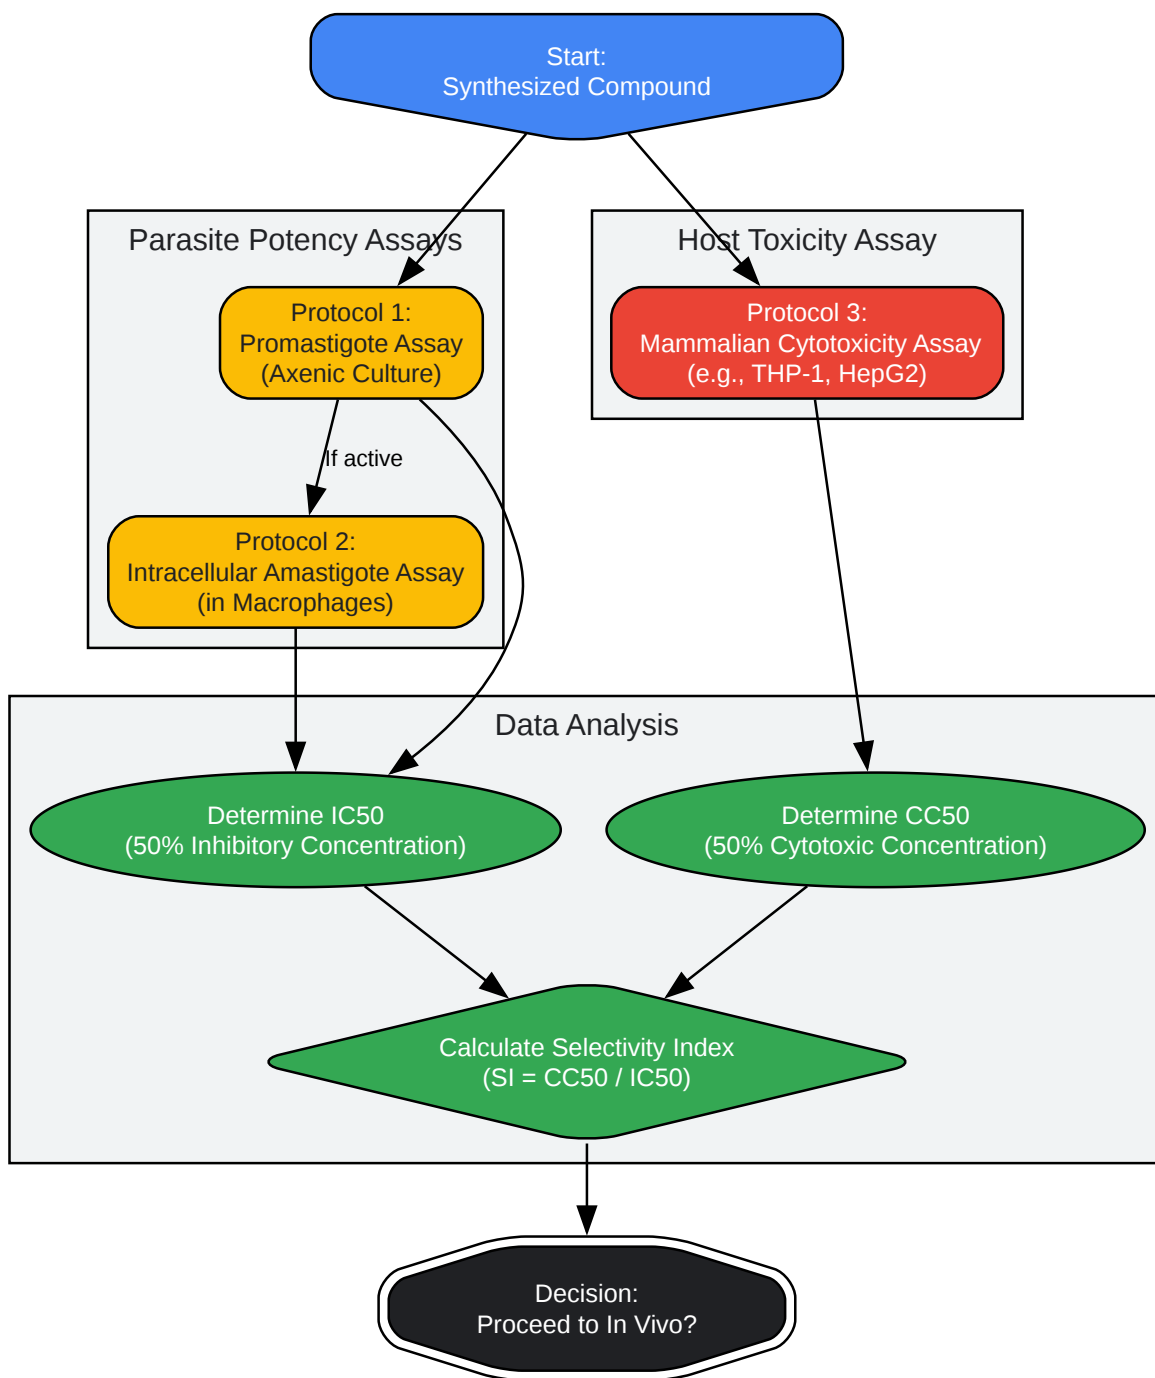 Start:
Synthesized Compound
Parasite Potency Assays
Host Toxicity Assay
Protocol 1:
Promastigote Assay
(Axenic Culture)
Protocol 3:
Mammalian Cytotoxicity Assay
(e.g., THP-1, HepG2)
If active
Protocol 2:
Intracellular Amastigote Assay
(in Macrophages)
Data Analysis
Determine IC50
(50% Inhibitory Concentration)
Determine CC50
(50% Cytotoxic Concentration)
Calculate Selectivity Index
(SI = CC50 / IC50)
Decision:
Proceed to In Vivo?